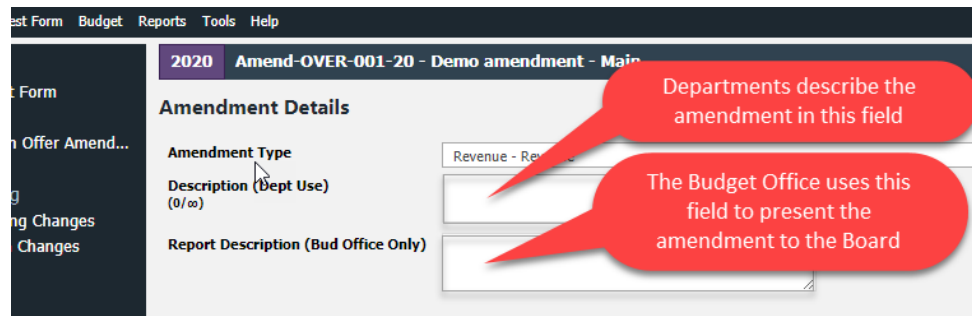 est Form Budget Reports Tools Help
2020 Amend-OVER-001-20 - Demo amendment - Main
t Form
Amendment Details
Departments describe the
amendment in this field
n Offer Amend...
Amendment Type
Revenue - Revenue
Description (Dept Use)
(0/∞)
g
ng Changes
Changes
The Budget Office uses this
field to present the
amendment to the Board
Report Description (Bud Office Only)